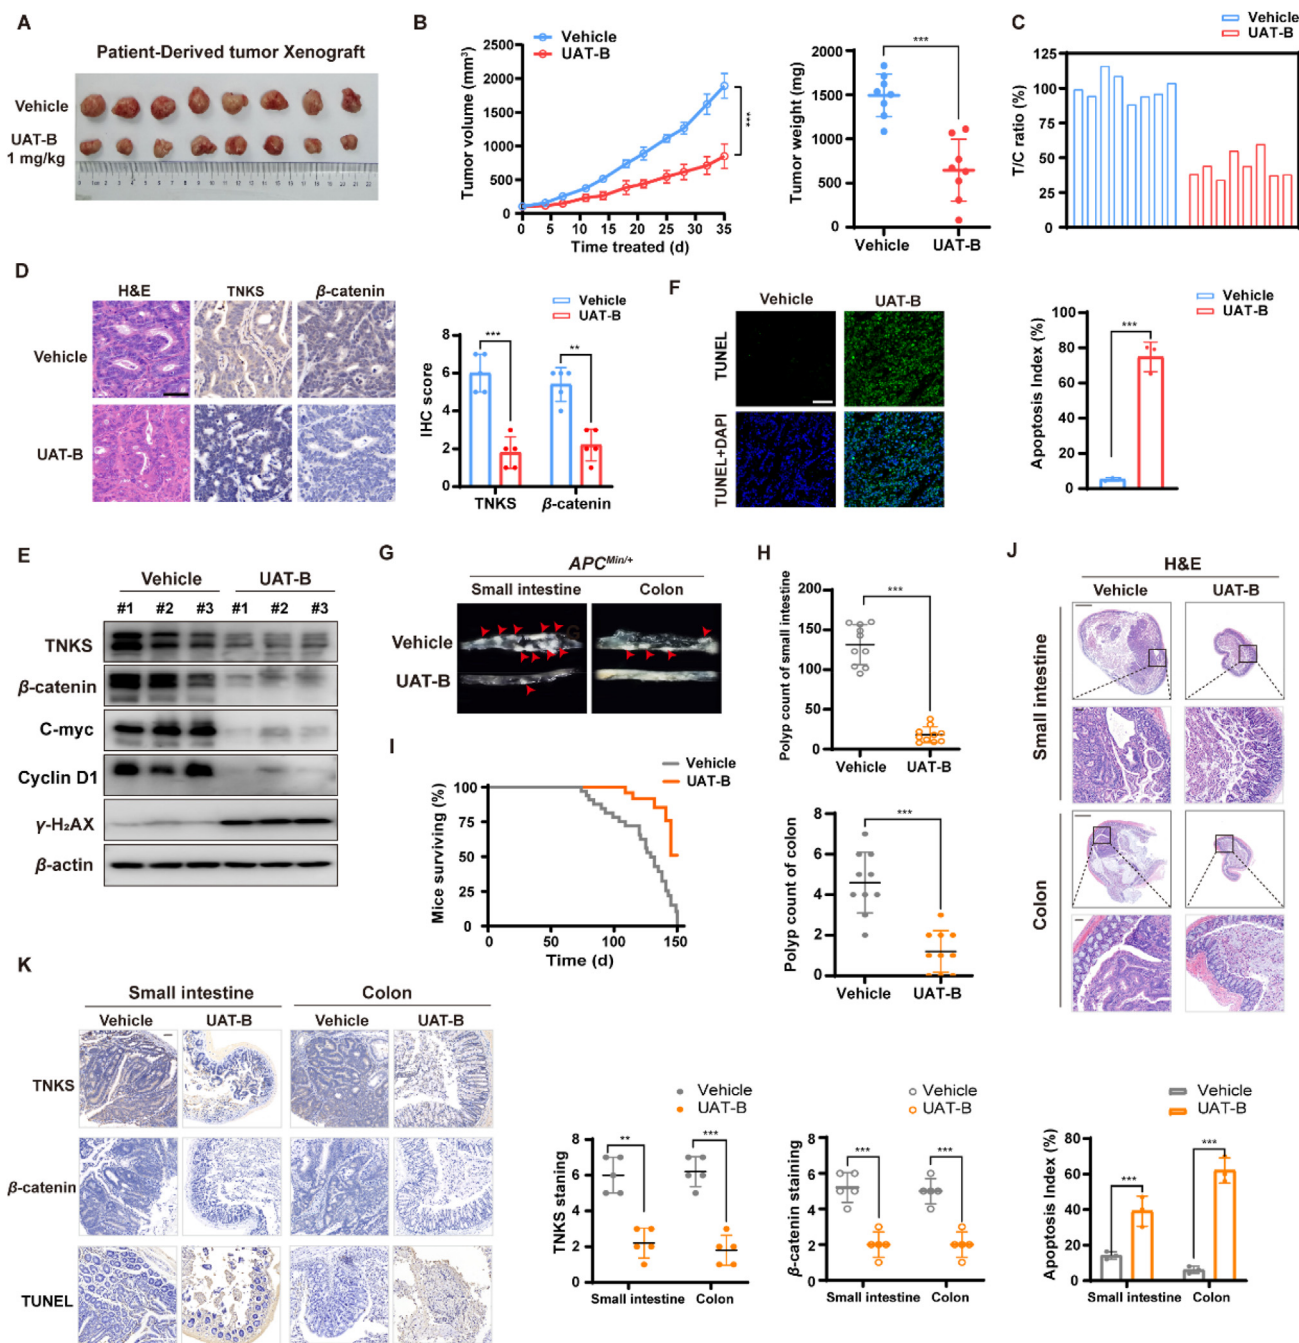 A
Patient-Derived tumor Xenograft
Vehicle
UAT-B
1 mg/kg
B
Vehicle
UAT-B
Tumor volume (mm³)
2500
2000
1500
1000
500
0
0 5 10 15 20 25 30 35
Time treated (d)
***
Tumor weight (mg)
2000
1500
1000
500
0
***
Vehicle UAT-B
C
Vehicle
UAT-B
T/C ratio (%)
125
100
75
50
25
0
D
H&E TNKS β-catenin
Vehicle
UAT-B
Vehicle
UAT-B
IHC score
8
6
4
2
0
*** **
TNKS β-catenin
F
Vehicle UAT-B
TUNEL
TUNEL+DAPI
Vehicle
UAT-B
Apoptosis Index (%)
100
80
60
40
20
0
***
E
Vehicle UAT-B
#1 #2 #3 #1 #2 #3
TNKS
β-catenin
C-myc
Cyclin D1
γ-H₂AX
β-actin
G
APC^Min/+
Small intestine Colon
Vehicle
UAT-B
H
Polyp count of small intestine
200
150
100
50
0
***
Vehicle UAT-B
Polyp count of colon
8
6
4
2
0
***
Vehicle UAT-B
I
Vehicle
UAT-B
Mice surviving (%)
100
75
50
25
0
0 50 100 150
Time (d)
J
H&E
Vehicle UAT-B
Small intestine
Colon
K
Small intestine Colon
Vehicle UAT-B Vehicle UAT-B
TNKS
β-catenin
TUNEL
Vehicle
UAT-B
TNKS staning
8
6
4
2
0
** ***
Small intestine Colon
Vehicle
UAT-B
β-catenin staining
8
6
4
2
0
*** ***
Small intestine Colon
Vehicle
UAT-B
Apoptosis Index (%)
80
60
40
20
0
*** ***
Small intestine Colon